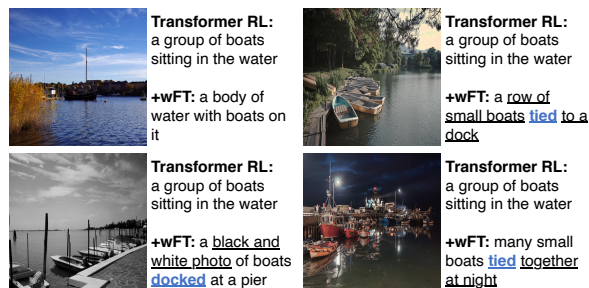 Transformer RL:
a group of boats
sitting in the water
+wFT: a body of
water with boats on
it
Transformer RL:
a group of boats
sitting in the water
+wFT: a row of
small boats tied to a
dock
Transformer RL:
a group of boats
sitting in the water
+wFT: a black and
white photo of boats
docked at a pier
Transformer RL:
a group of boats
sitting in the water
+wFT: many small
boats tied together
at night